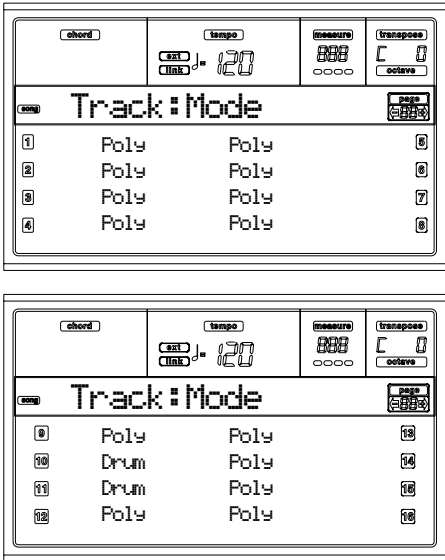 chord tempo measure transpose
ext ♩= 120 888 C 0
link octave
song Track:Mode page
88
1 Poly Poly 5
2 Poly Poly 6
3 Poly Poly 7
4 Poly Poly 8
chord tempo measure transpose
ext ♩= 120 888 C 0
link octave
song Track:Mode page
88
9 Poly Poly 13
10 Drum Poly 14
11 Drum Poly 15
12 Poly Poly 16